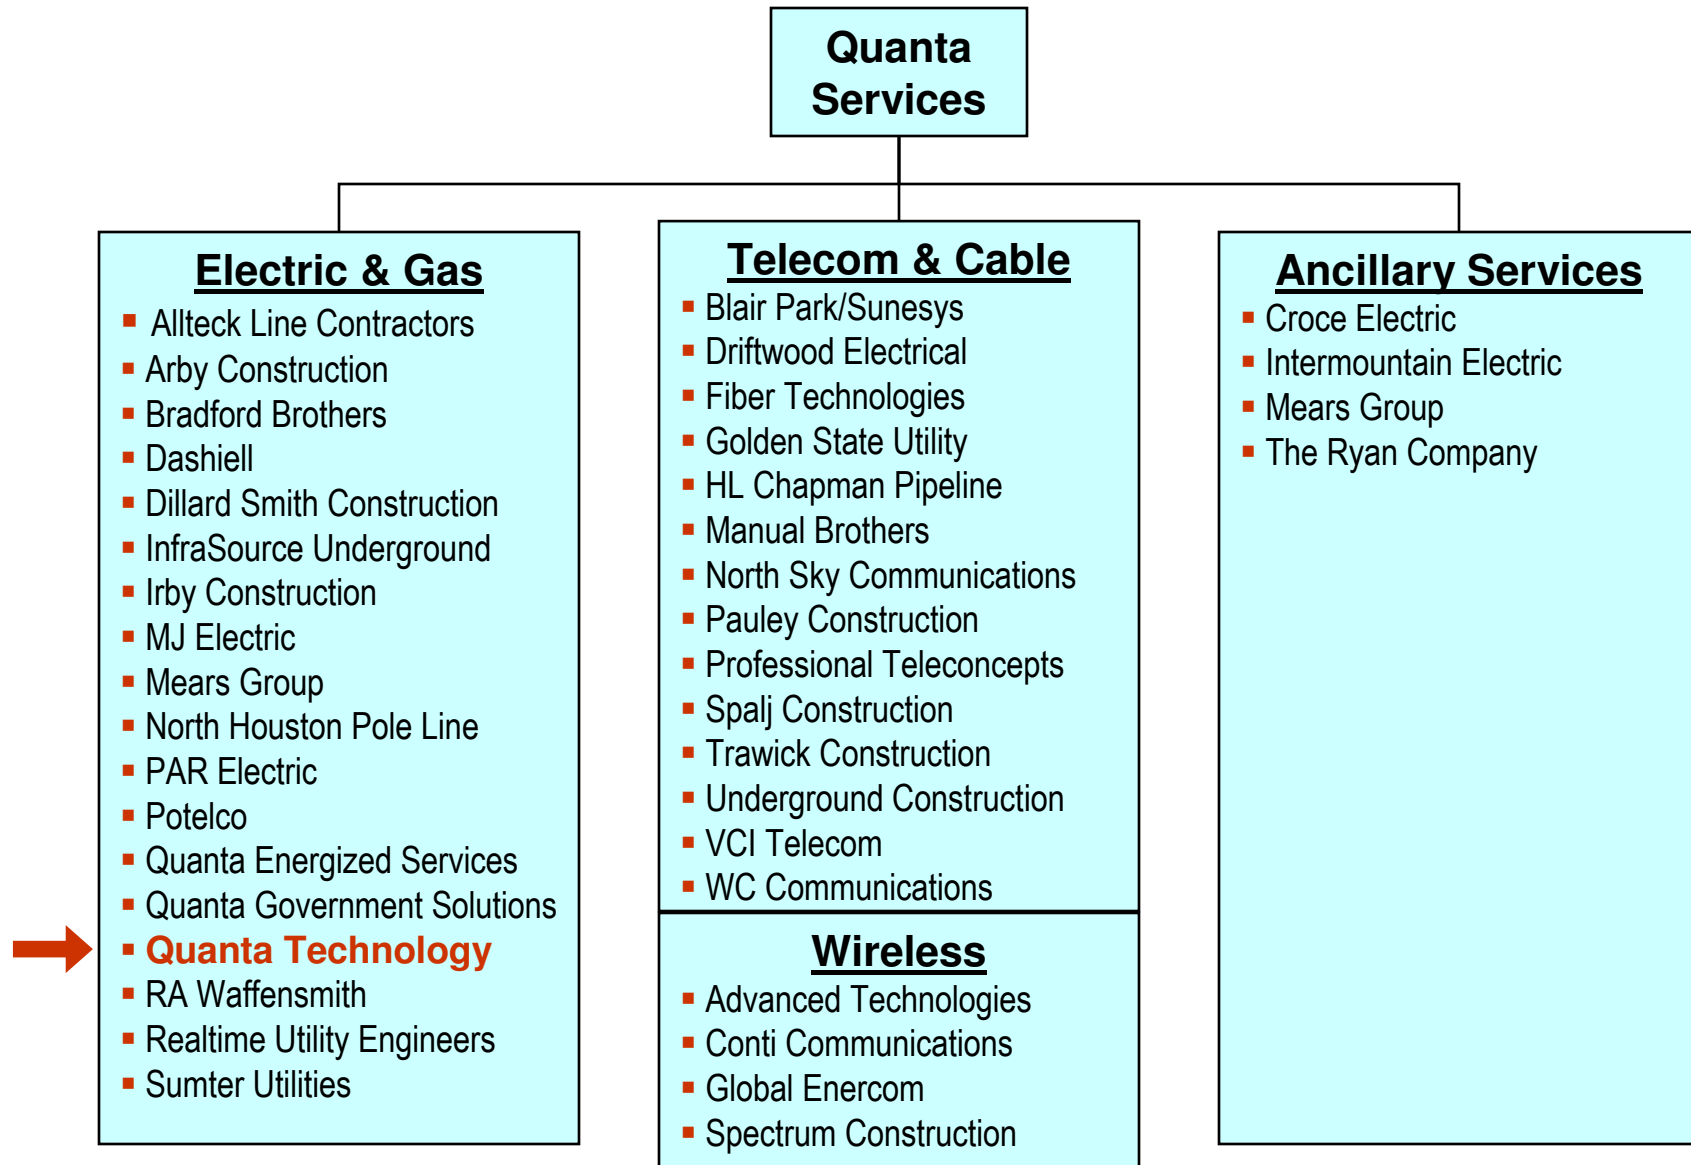 Quanta
Services
Electric & Gas
Allteck Line Contractors
Arby Construction
Bradford Brothers
Dashiell
Dillard Smith Construction
InfraSource Underground
Irby Construction
MJ Electric
Mears Group
North Houston Pole Line
PAR Electric
Potelco
Quanta Energized Services
Quanta Government Solutions
Quanta Technology
RA Waffensmith
Realtime Utility Engineers
Sumter Utilities
Telecom & Cable
Blair Park/Sunesys
Driftwood Electrical
Fiber Technologies
Golden State Utility
HL Chapman Pipeline
Manual Brothers
North Sky Communications
Pauley Construction
Professional Teleconcepts
Spalj Construction
Trawick Construction
Underground Construction
VCI Telecom
WC Communications
Wireless
Advanced Technologies
Conti Communications
Global Enercom
Spectrum Construction
Ancillary Services
Croce Electric
Intermountain Electric
Mears Group
The Ryan Company